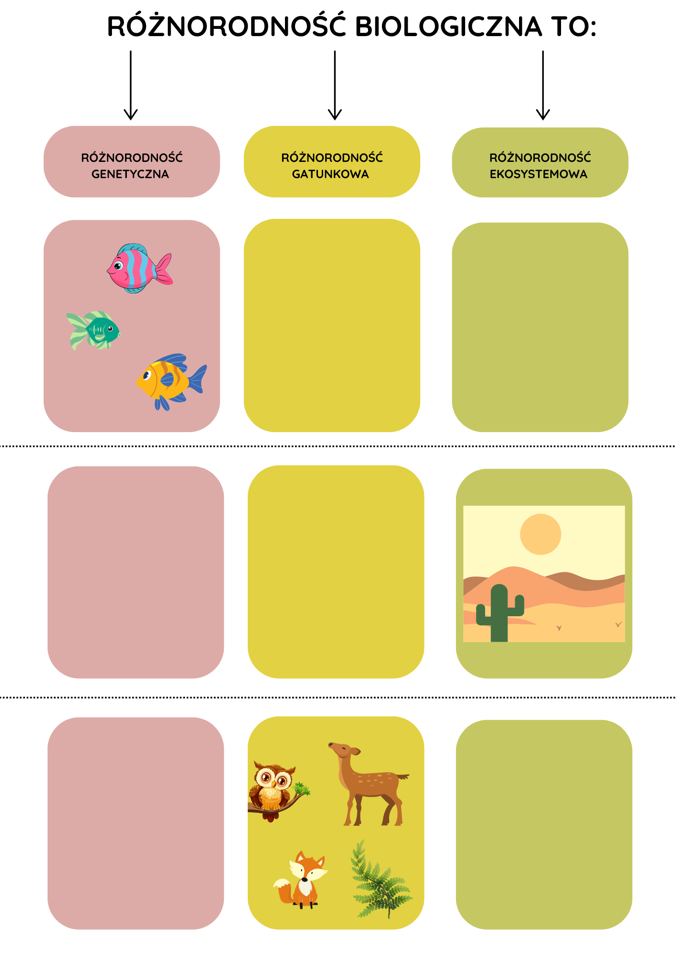 RÓŻNORODNOŚĆ BIOLOGICZNA TO:
RÓŻNORODNOŚĆ
GENETYCZNA
RÓŻNORODNOŚĆ
GATUNKOWA
RÓŻNORODNOŚĆ
EKOSYSTEMOWA